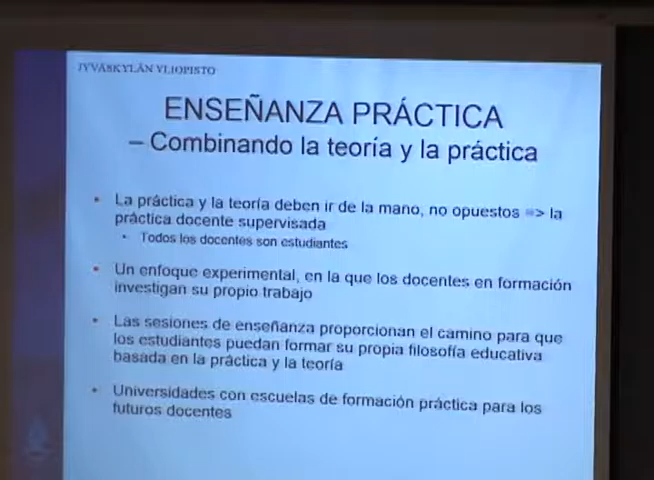 JYVÄSKYLÄN YLIOPISTO
ENSEÑANZA PRÁCTICA
– Combinando la teoría y la práctica
• La práctica y la teoría deben ir de la mano, no opuestos => la
práctica docente supervisada
• Todos los docentes son estudiantes
• Un enfoque experimental, en la que los docentes en formación
investigan su propio trabajo
• Las sesiones de enseñanza proporcionan el camino para que
los estudiantes puedan formar su propia filosofía educativa
basada en la práctica y la teoría
• Universidades con escuelas de formación práctica para los
futuros docentes